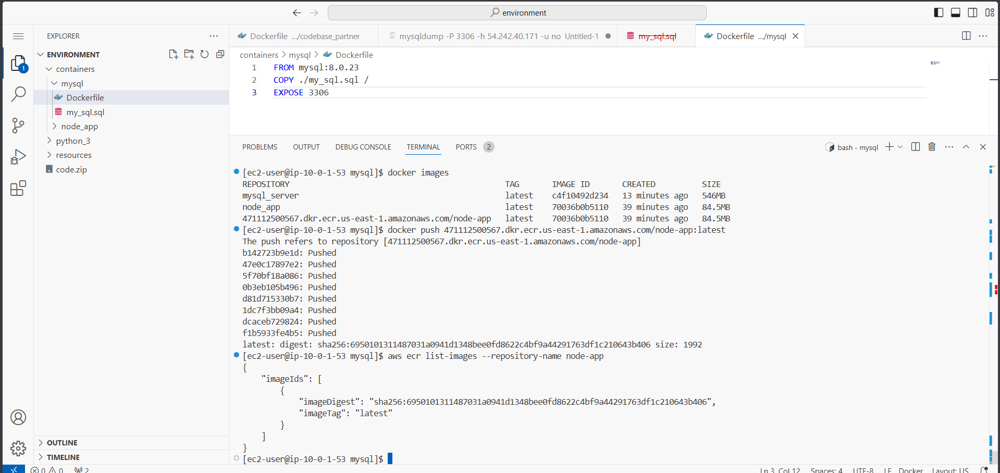 environment
EXPLORER
ENVIRONMENT
containers
mysql
Dockerfile
my_sql.sql
node_app
python_3
resources
code.zip
OUTLINE
TIMELINE
1
Dockerfile .../codebase_partner
mysqldump -P 3306 -h 54.242.40.171 -u no Untitled-1
my_sql.sql
Dockerfile .../mysql
containers > mysql > Dockerfile
1 FROM mysql:8.0.23
2 COPY ./my_sql.sql /
3 EXPOSE 3306
PROBLEMS OUTPUT DEBUG CONSOLE TERMINAL PORTS 2
bash - mysql
[ec2-user@ip-10-0-1-53 mysql]$ docker images
REPOSITORY TAG IMAGE ID CREATED SIZE
mysql_server latest c4f10492d234 13 minutes ago 546MB
node_app latest 70036b0b5110 39 minutes ago 84.5MB
471112500567.dkr.ecr.us-east-1.amazonaws.com/node-app latest 70036b0b5110 39 minutes ago 84.5MB
[ec2-user@ip-10-0-1-53 mysql]$ docker push 471112500567.dkr.ecr.us-east-1.amazonaws.com/node-app:latest
The push refers to repository [471112500567.dkr.ecr.us-east-1.amazonaws.com/node-app]
b142723b9e1d: Pushed
47e0c17897e2: Pushed
5f70bf18a086: Pushed
0b3eb105b496: Pushed
d81d715330b7: Pushed
1dc7f3bb09a4: Pushed
dcaceb729824: Pushed
f1b5933fe4b5: Pushed
latest: digest: sha256:6950101311487031a0941d1348bee0fd8622c4bf9a44291763df1c210643b406 size: 1992
[ec2-user@ip-10-0-1-53 mysql]$ aws ecr list-images --repository-name node-app
{
"imageIds": [
{
"imageDigest": "sha256:6950101311487031a0941d1348bee0fd8622c4bf9a44291763df1c210643b406",
"imageTag": "latest"
}
]
}
[ec2-user@ip-10-0-1-53 mysql]$
0 0 2
Ln 3, Col 12 Spaces: 4 UTF-8 LF Docker Layout: US